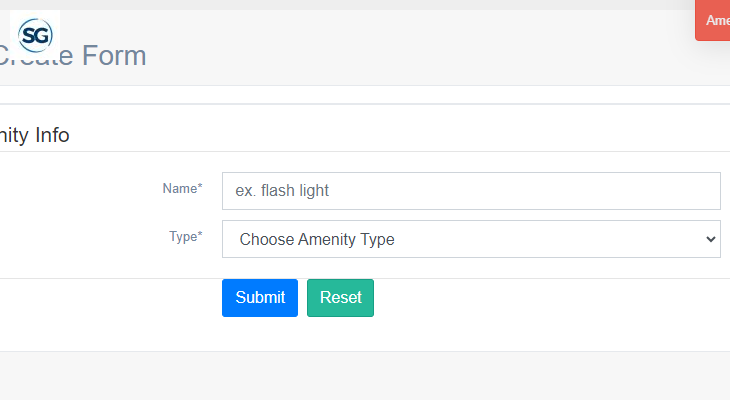 SG
Ame
Create Form
nity Info
Name*
ex. flash light
Type*
Choose Amenity Type
Submit
Reset